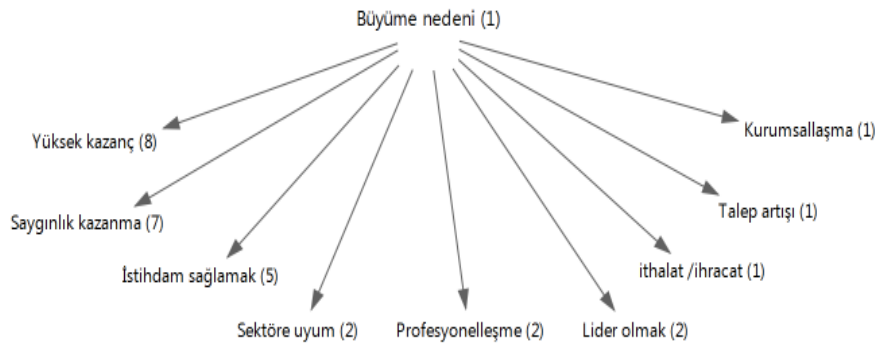 Büyüme nedeni (1)
Yüksek kazanç (8)
Kurumsallaşma (1)
Saygınlık kazanma (7)
Talep artışı (1)
İstihdam sağlamak (5)
ithalat /ihracat (1)
Sektöre uyum (2)
Profesyonelleşme (2)
Lider olmak (2)